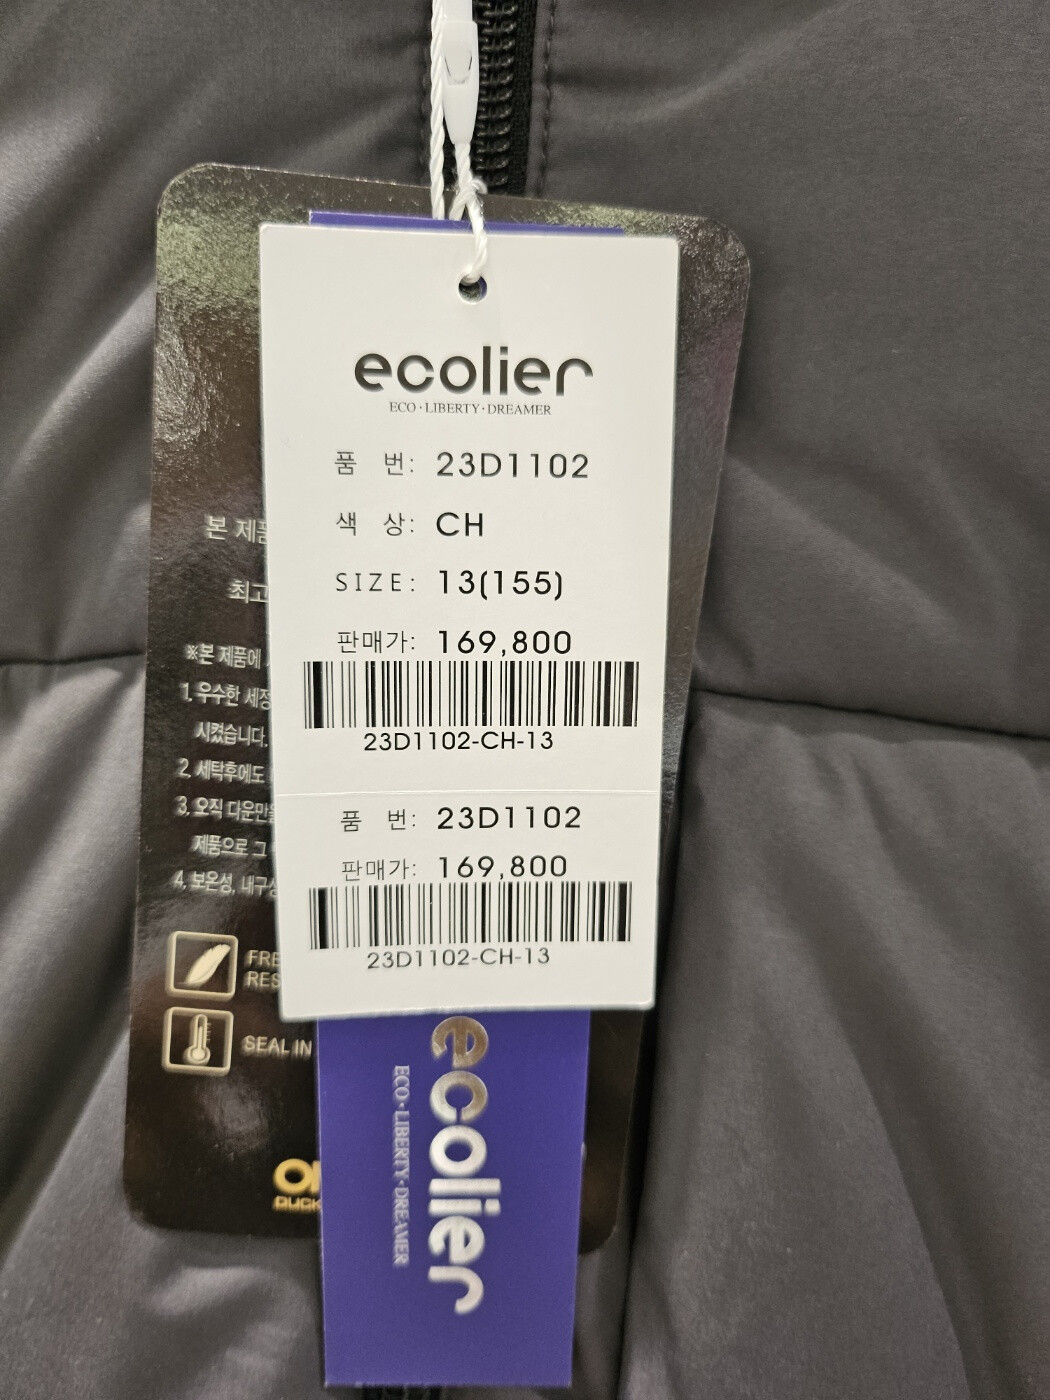 ecolier
ECO·LIBERTY·DREAMER
품 번: 23D1102
색 상: CH
SIZE: 13(155)
판매가: 169,800
23D1102-CH-13
품 번: 23D1102
판매가: 169,800
23D1102-CH-13
본 제품
최고
※본 제품에
1. 우수한 세정
시켰습니다.
2. 세탁후에도
3. 오직 다운만을
제품으로 그
4. 보온성, 내구성
FRE
RES
SEAL IN
ecolier
ECO·LIBERTY·DREAMER